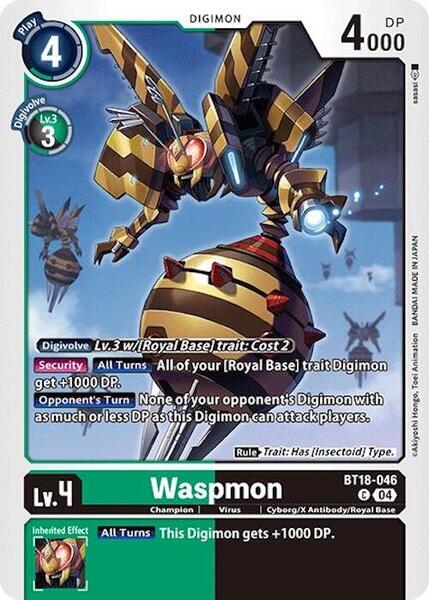 Play
4
DIGIMON
DP
4000
Digivolve
Lv.3
3
sasasi
Digivolve Lv.3 w/[Royal Base] trait: Cost 2
Security All Turns All of your [Royal Base] trait Digimon
get +1000 DP.
Opponent's Turn None of your opponent's Digimon with
as much or less DP as this Digimon can attack players.
Rule Trait: Has [Insectoid] Type.
©Akiyoshi Hongo, Toei Animation BANDAI MADE IN JAPAN
Lv.4
Waspmon
BT18-046
C 04
Champion | Virus | Cyborg/X Antibody/Royal Base
Inherited Effect
All Turns This Digimon gets +1000 DP.